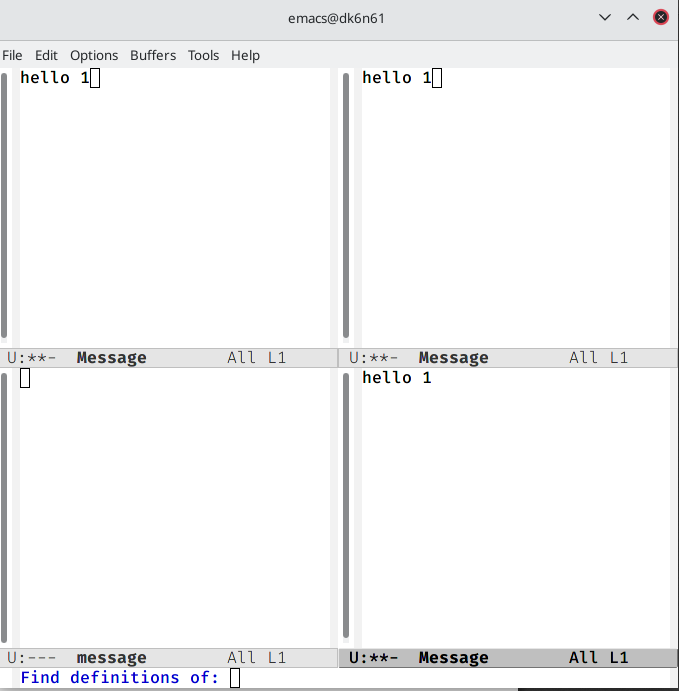 emacs@dk6n61
File Edit Options Buffers Tools Help
hello 1
hello 1
U:**-  Message        All L1
U:**-  Message        All L1
hello 1
U:---  message        All L1
U:**-  Message        All L1
Find definitions of: